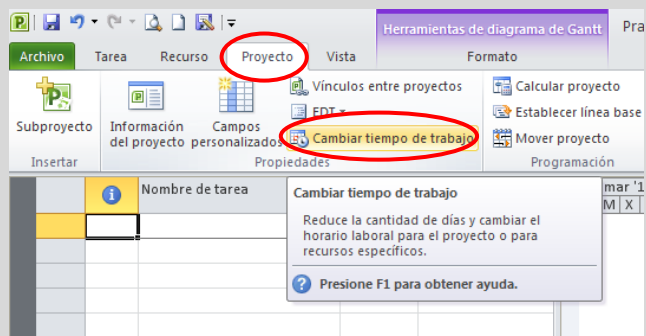 Herramientas de diagrama de Gantt
Archivo Tarea Recurso Proyecto Vista Formato
Subproyecto
Información del proyecto
Campos personalizados
Vínculos entre proyectos
EDT
Cambiar tiempo de trabajo
Calcular proyecto
Establecer línea base
Mover proyecto
Insertar Propiedades Programación
Nombre de tarea
mar '1
M X
Cambiar tiempo de trabajo
Reduce la cantidad de días y cambiar el
horario laboral para el proyecto o para
recursos específicos.
Presione F1 para obtener ayuda.